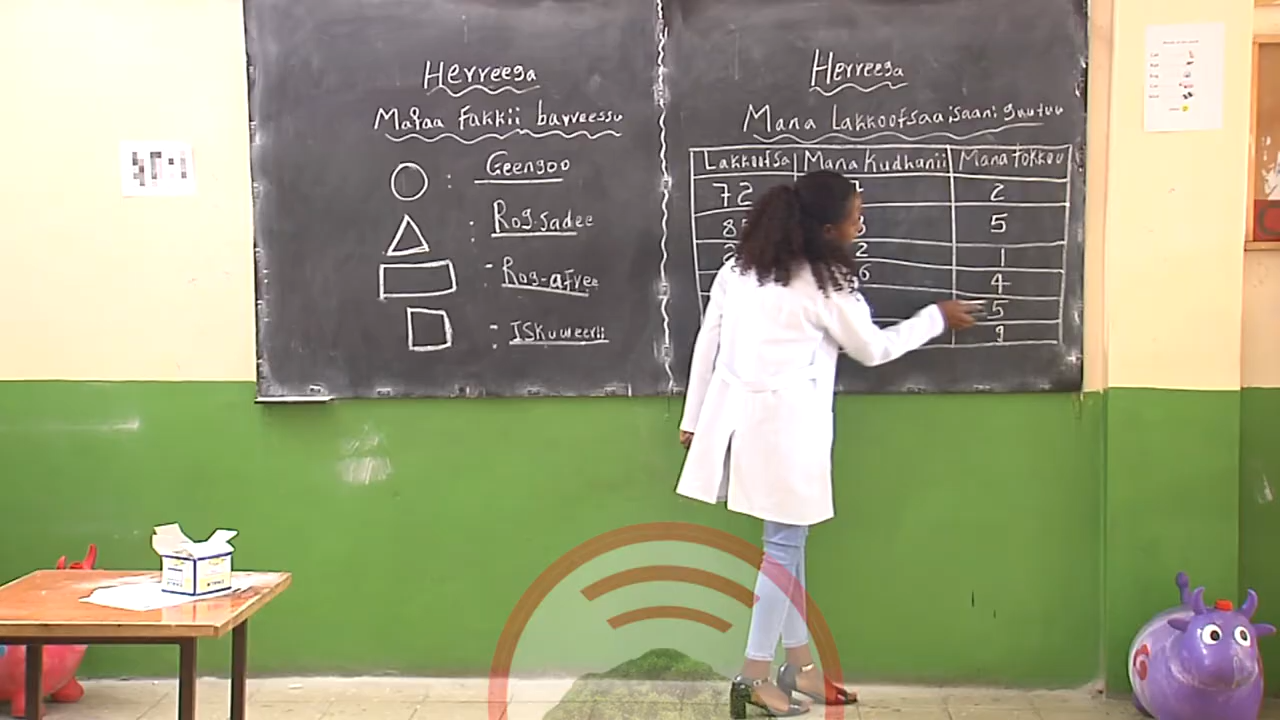 Herreega
Maqaa Fakkii barreessu
: Geengoo
: Rog-sadee
: Rog-afree
: ISKuweerii
Herreega
Mana Lakkoofsaa isaani guutuu
Lakkoofsa Mana Kudhanii Mana tokkou
72 2
5
2 1
6 4
5
9